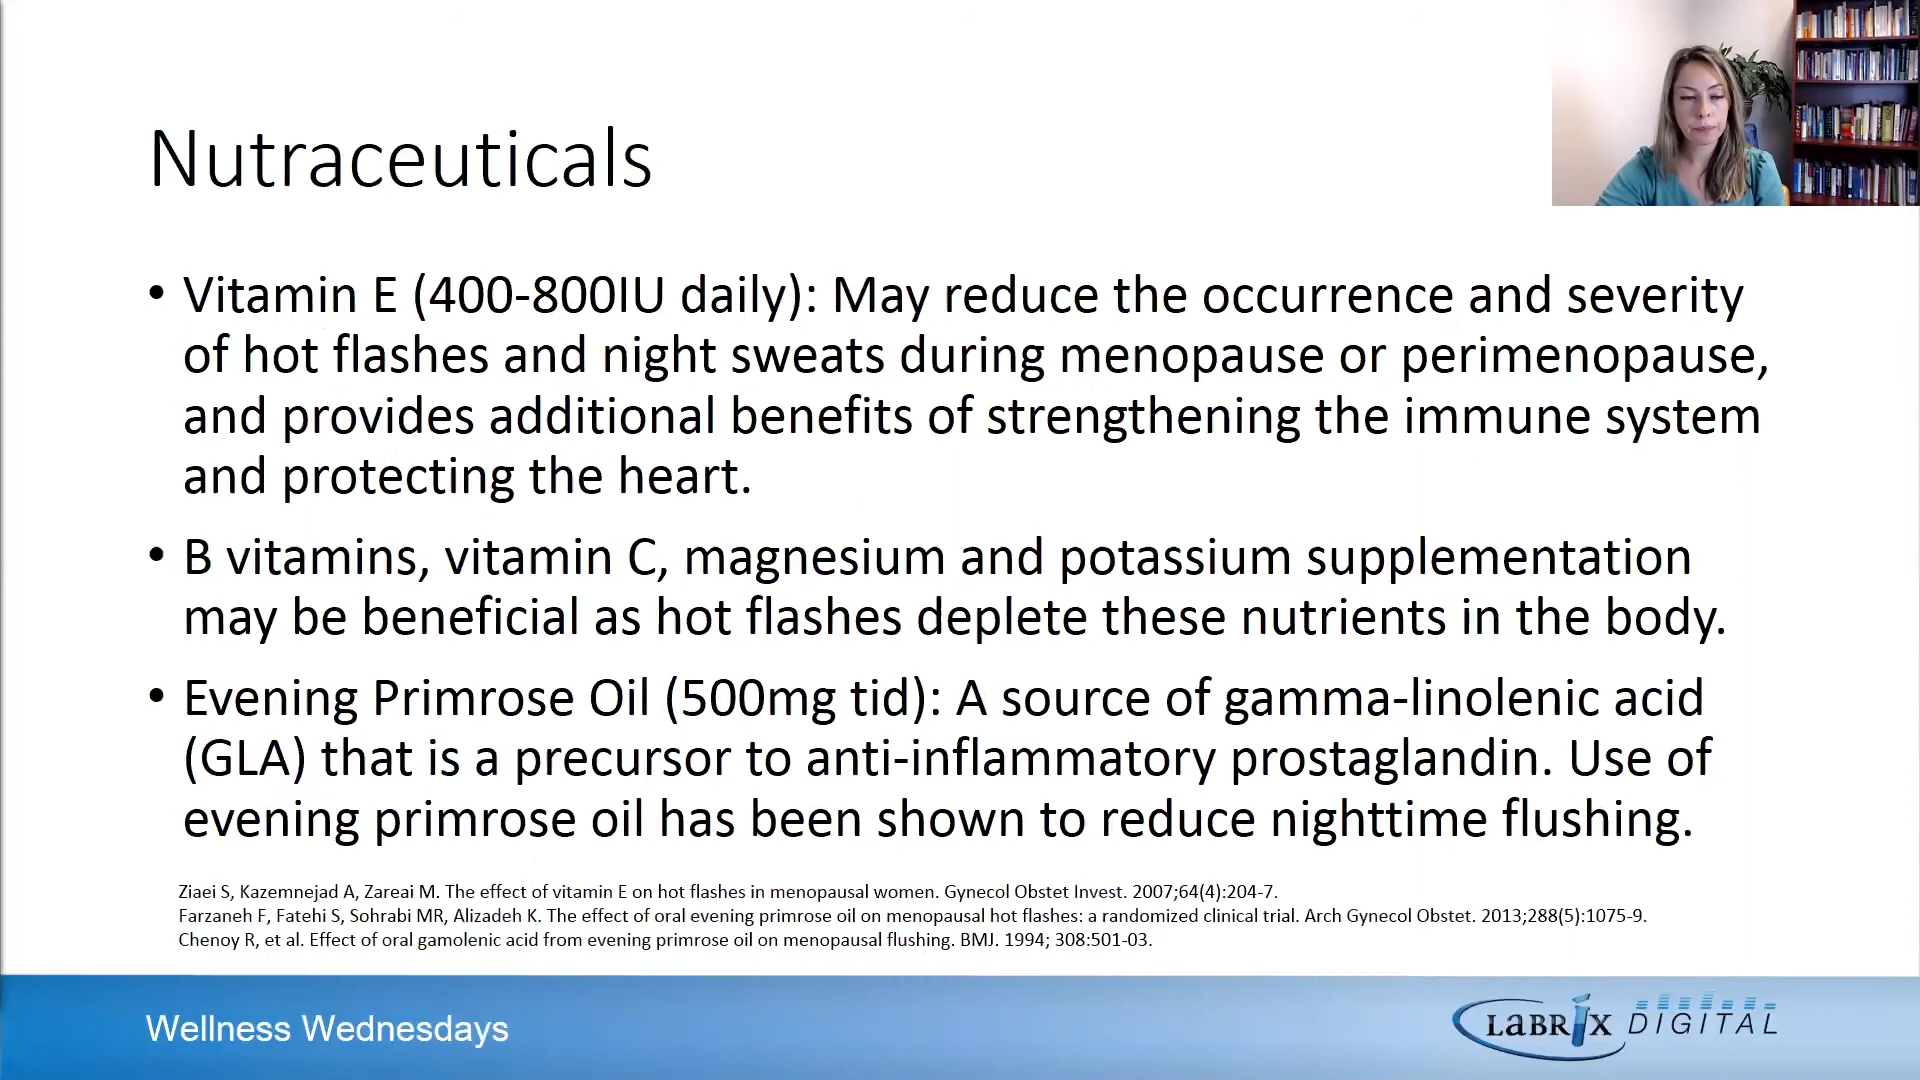 Nutraceuticals
• Vitamin E (400-800IU daily): May reduce the occurrence and severity
of hot flashes and night sweats during menopause or perimenopause,
and provides additional benefits of strengthening the immune system
and protecting the heart.
• B vitamins, vitamin C, magnesium and potassium supplementation
may be beneficial as hot flashes deplete these nutrients in the body.
• Evening Primrose Oil (500mg tid): A source of gamma-linolenic acid
(GLA) that is a precursor to anti-inflammatory prostaglandin. Use of
evening primrose oil has been shown to reduce nighttime flushing.
Ziaei S, Kazemnejad A, Zareai M. The effect of vitamin E on hot flashes in menopausal women. Gynecol Obstet Invest. 2007;64(4):204-7.
Farzaneh F, Fatehi S, Sohrabi MR, Alizadeh K. The effect of oral evening primrose oil on menopausal hot flashes: a randomized clinical trial. Arch Gynecol Obstet. 2013;288(5):1075-9.
Chenoy R, et al. Effect of oral gamolenic acid from evening primrose oil on menopausal flushing. BMJ. 1994; 308:501-03.
Wellness Wednesdays
LABRIX DIGITAL